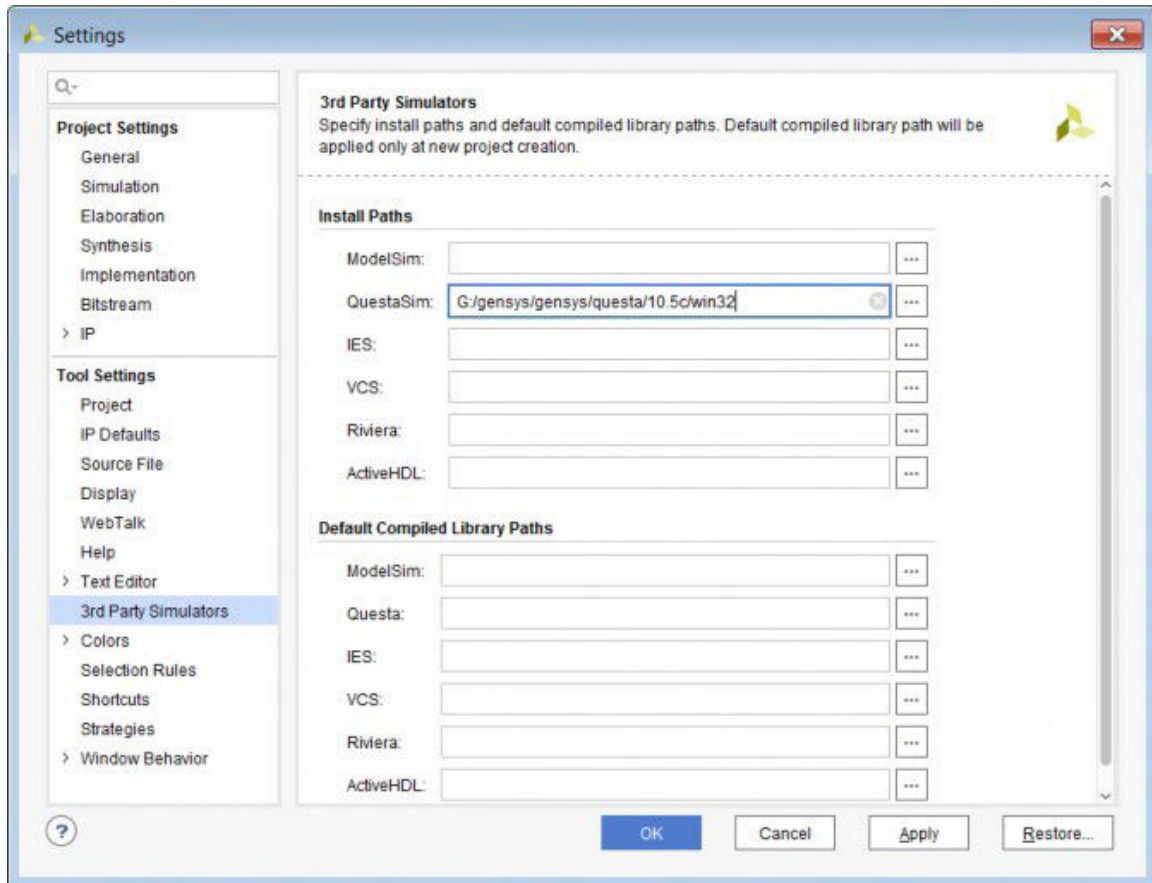 Settings
Project Settings
General
Simulation
Elaboration
Synthesis
Implementation
Bitstream
> IP
Tool Settings
Project
IP Defaults
Source File
Display
WebTalk
Help
> Text Editor
3rd Party Simulators
> Colors
Selection Rules
Shortcuts
Strategies
> Window Behavior
3rd Party Simulators
Specify install paths and default compiled library paths. Default compiled library path will be
applied only at new project creation.
Install Paths
ModelSim: ...
QuestaSim: G:/gensys/gensys/questa/10.5c/win32 ...
IES: ...
VCS: ...
Riviera: ...
ActiveHDL: ...
Default Compiled Library Paths
ModelSim: ...
Questa: ...
IES: ...
VCS: ...
Riviera: ...
ActiveHDL: ...
? OK Cancel Apply Restore...